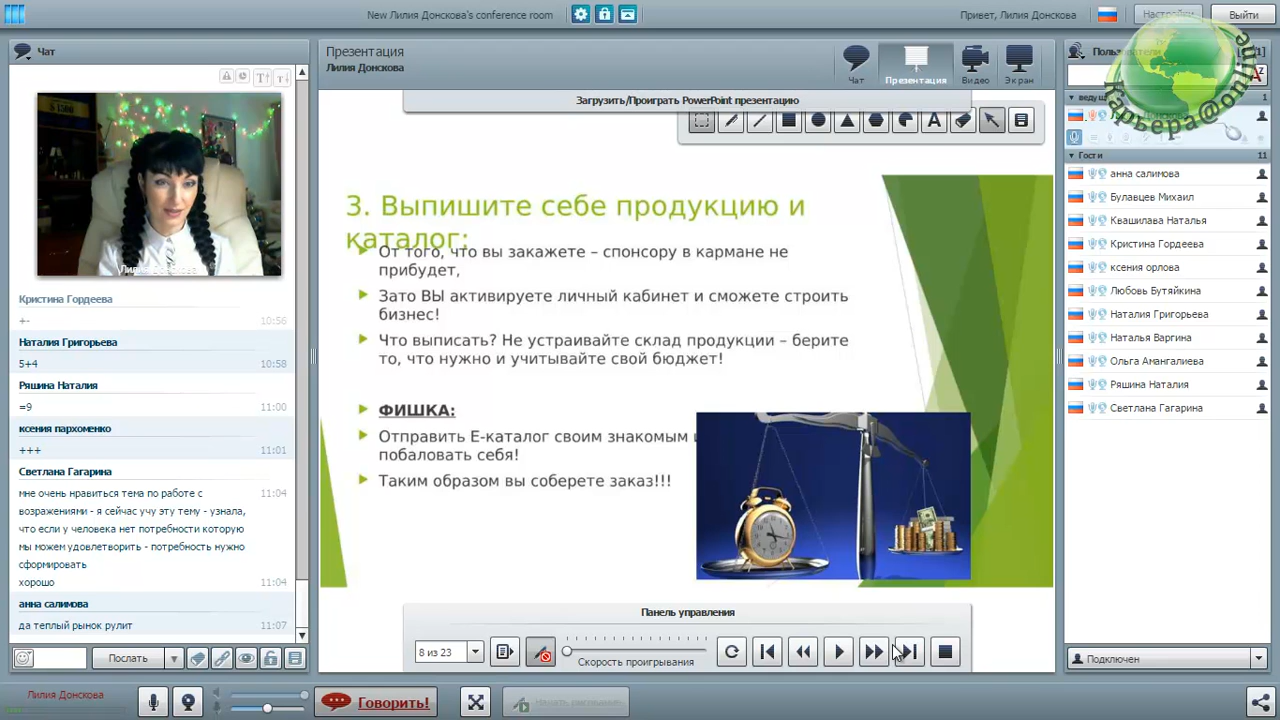 New Лилия Донскова's conference room
Привет, Лилия Донскова
Настройки
Выйти
Чат
Лилия Донскова
Кристина Гордеева
+-
10:56
Наталия Григорьева
5+4
10:58
Ряшина Наталия
=9
11:00
ксения пархоменко
+++
11:01
Светлана Гагарина
мне очень нравиться тема по работе с
11:04
возражениями - я сейчас учу эту тему - узнала,
что если у человека нет потребности которую
мы можем удовлетворить - потребность нужно
сформировать
хорошо
11:04
анна салимова
да теплый рынок рулит
11:07
Послать
Презентация
Лилия Донскова
Чат
Презентация
Видео
Экран
Загрузить/Проиграть PowerPoint презентацию
3. Выпишите себе продукцию и
каталог:
От того, что вы закажете – спонсору в кармане не
прибудет,
Зато ВЫ активируете личный кабинет и сможете строить
бизнес!
Что выписать? Не устраивайте склад продукции – берите
то, что нужно и учитывайте свой бюджет!
ФИШКА:
Отправить Е-каталог своим знакомым и
побаловать себя!
Таким образом вы соберете заказ!!!
Панель управления
8 из 23
Скорость проигрывания
карьера@online
ведущ
1
Гости
11
анна салимова
Булавцев Михаил
Квашилава Наталья
Кристина Гордеева
ксения орлова
Любовь Бутяйкина
Наталия Григорьева
Наталья Варгина
Ольга Амангалиева
Ряшина Наталия
Светлана Гагарина
Подключен
Лилия Донскова
Говорить!